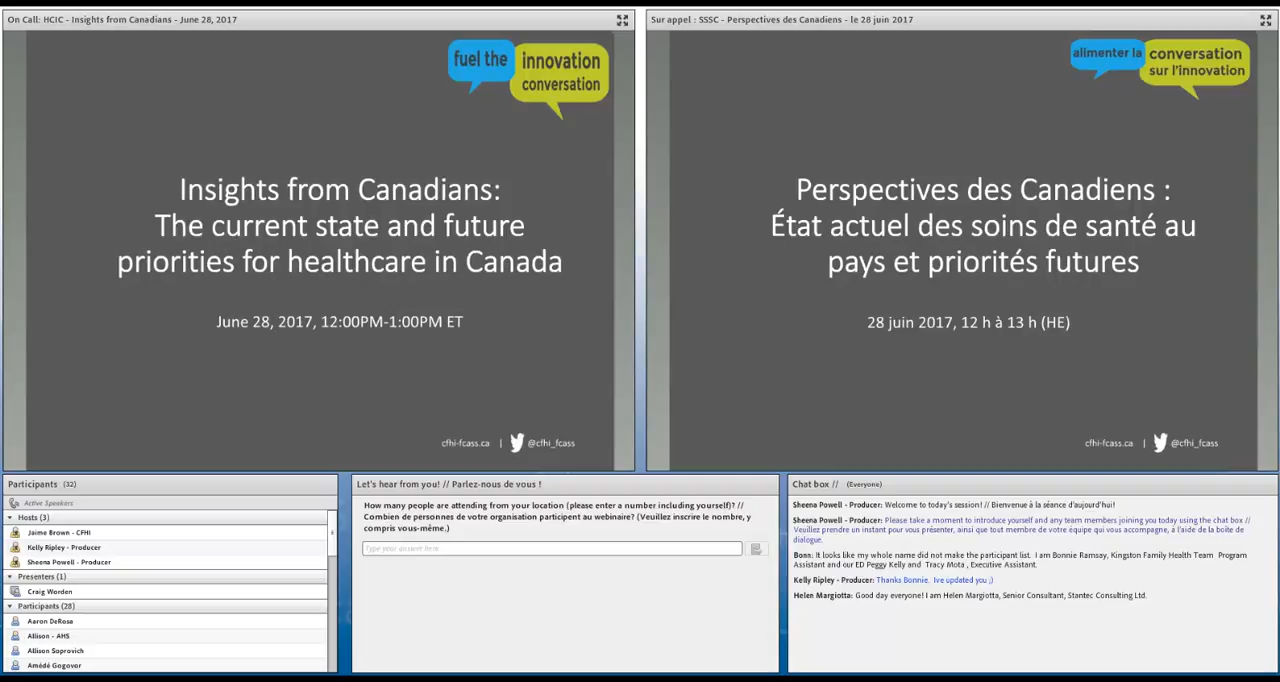 On Call: HCIC - Insights from Canadians - June 28, 2017
fuel the
innovation
conversation
Insights from Canadians:
The current state and future
priorities for healthcare in Canada
June 28, 2017, 12:00PM-1:00PM ET
cfhi-fcass.ca | @cfhi_fcass
Sur appel : SSSC - Perspectives des Canadiens - le 28 juin 2017
alimenter la
conversation
sur l'innovation
Perspectives des Canadiens :
État actuel des soins de santé au
pays et priorités futures
28 juin 2017, 12 h à 13 h (HE)
cfhi-fcass.ca | @cfhi_fcass
Participants (32)
Active Speakers
Hosts (3)
Jaime Brown - CFHI
Kelly Ripley - Producer
Sheena Powell - Producer
Presenters (1)
Craig Worden
Participants (28)
Aaron DeRosa
Allison - AHS
Allison Soprovich
Amédé Gogovor
Let's hear from you! // Parlez-nous de vous !
How many people are attending from your location (please enter a number including yourself)? //
Combien de personnes de votre organisation participent au webinaire? (Veuillez inscrire le nombre, y
compris vous-même.)
Type your answer here
Chat box // (Everyone)
Sheena Powell - Producer: Welcome to today's session! // Bienvenue à la séance d'aujourd'hui!
Sheena Powell - Producer: Please take a moment to introduce yourself and any team members joining you today using the chat box //
Veuillez prendre un instant pour vous présenter, ainsi que tout membre de votre équipe qui vous accompagne, à l'aide de la boîte de
dialogue.
Bonn: It looks like my whole name did not make the participant list. I am Bonnie Ramsay, Kingston Family Health Team Program
Assistant and our ED Peggy Kelly and Tracy Mota , Executive Assistant.
Kelly Ripley - Producer: Thanks Bonnie. Ive updated you ;)
Helen Margiotta: Good day everyone! I am Helen Margiotta, Senior Consultant, Stantec Consulting Ltd.